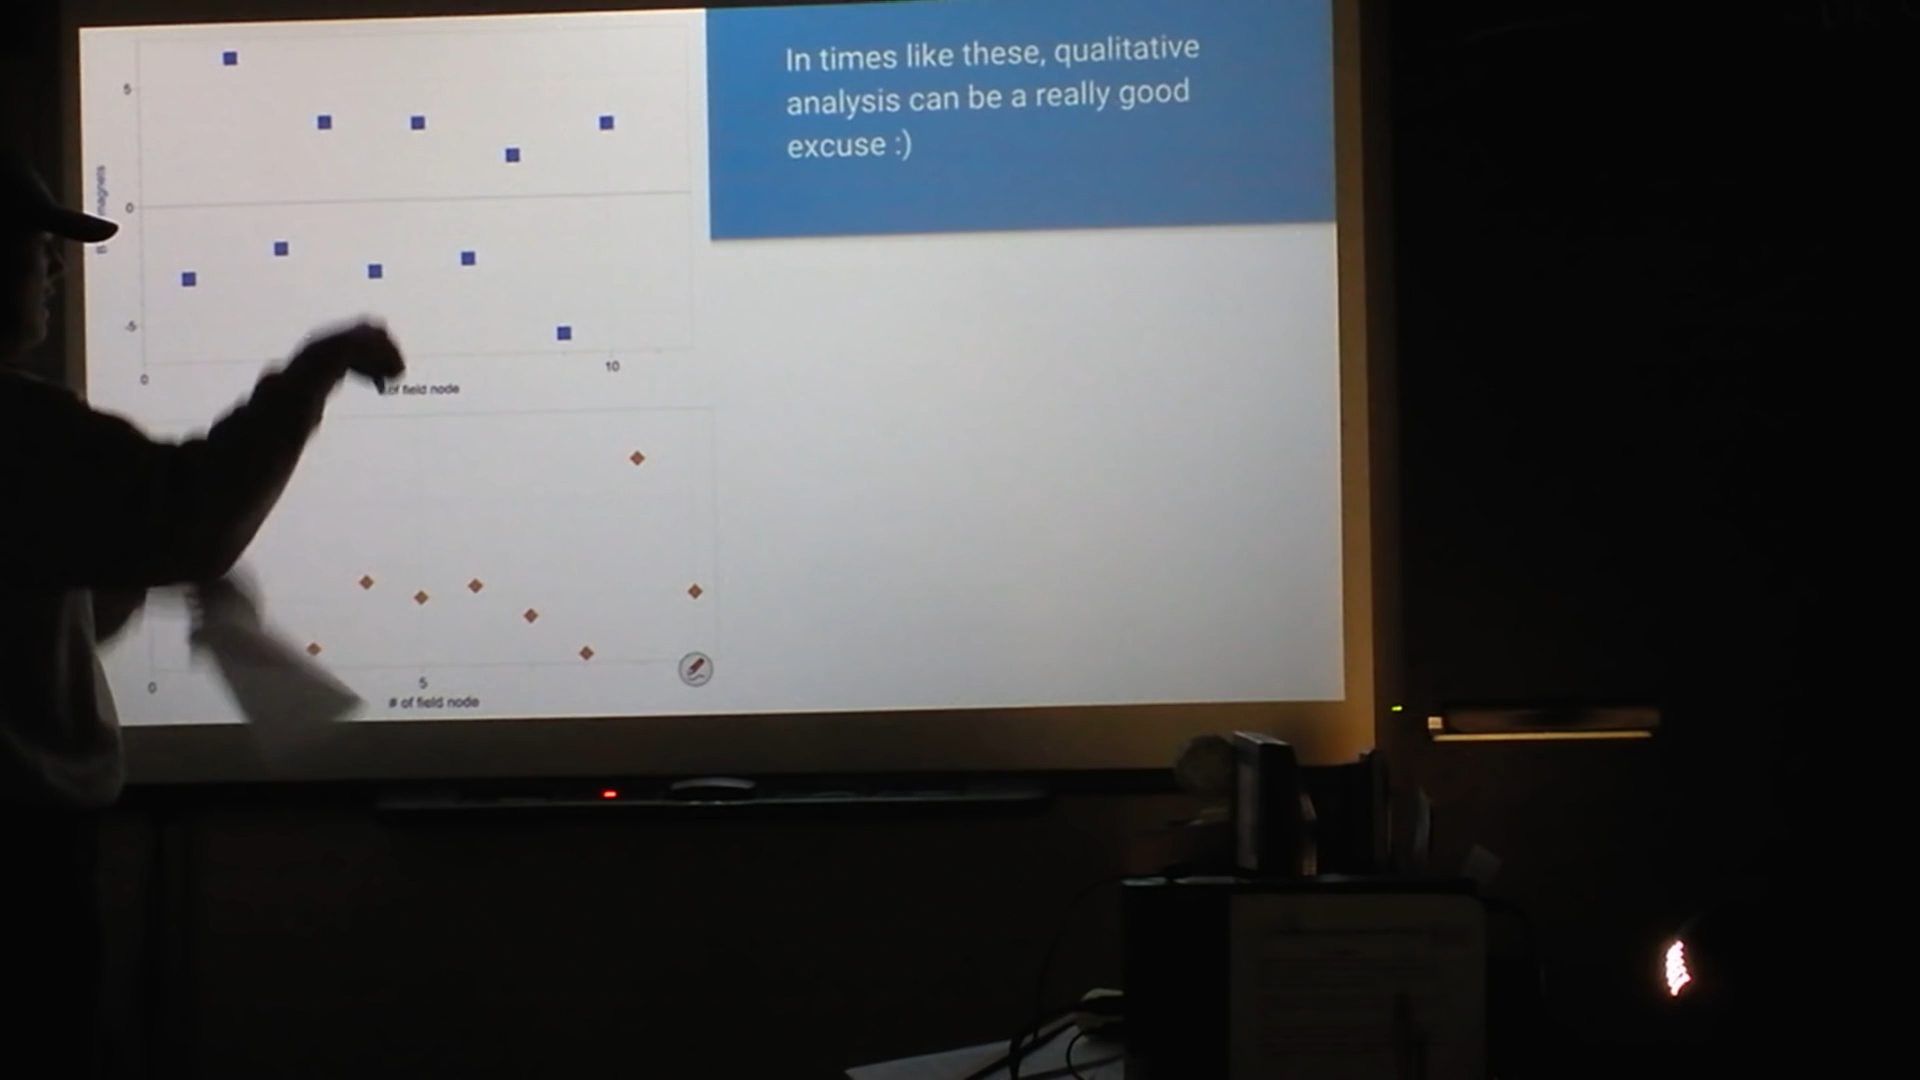 In times like these, qualitative
analysis can be a really good
excuse :)
5
0
-5
0
10
magnets
of field node
0
5
# of field node